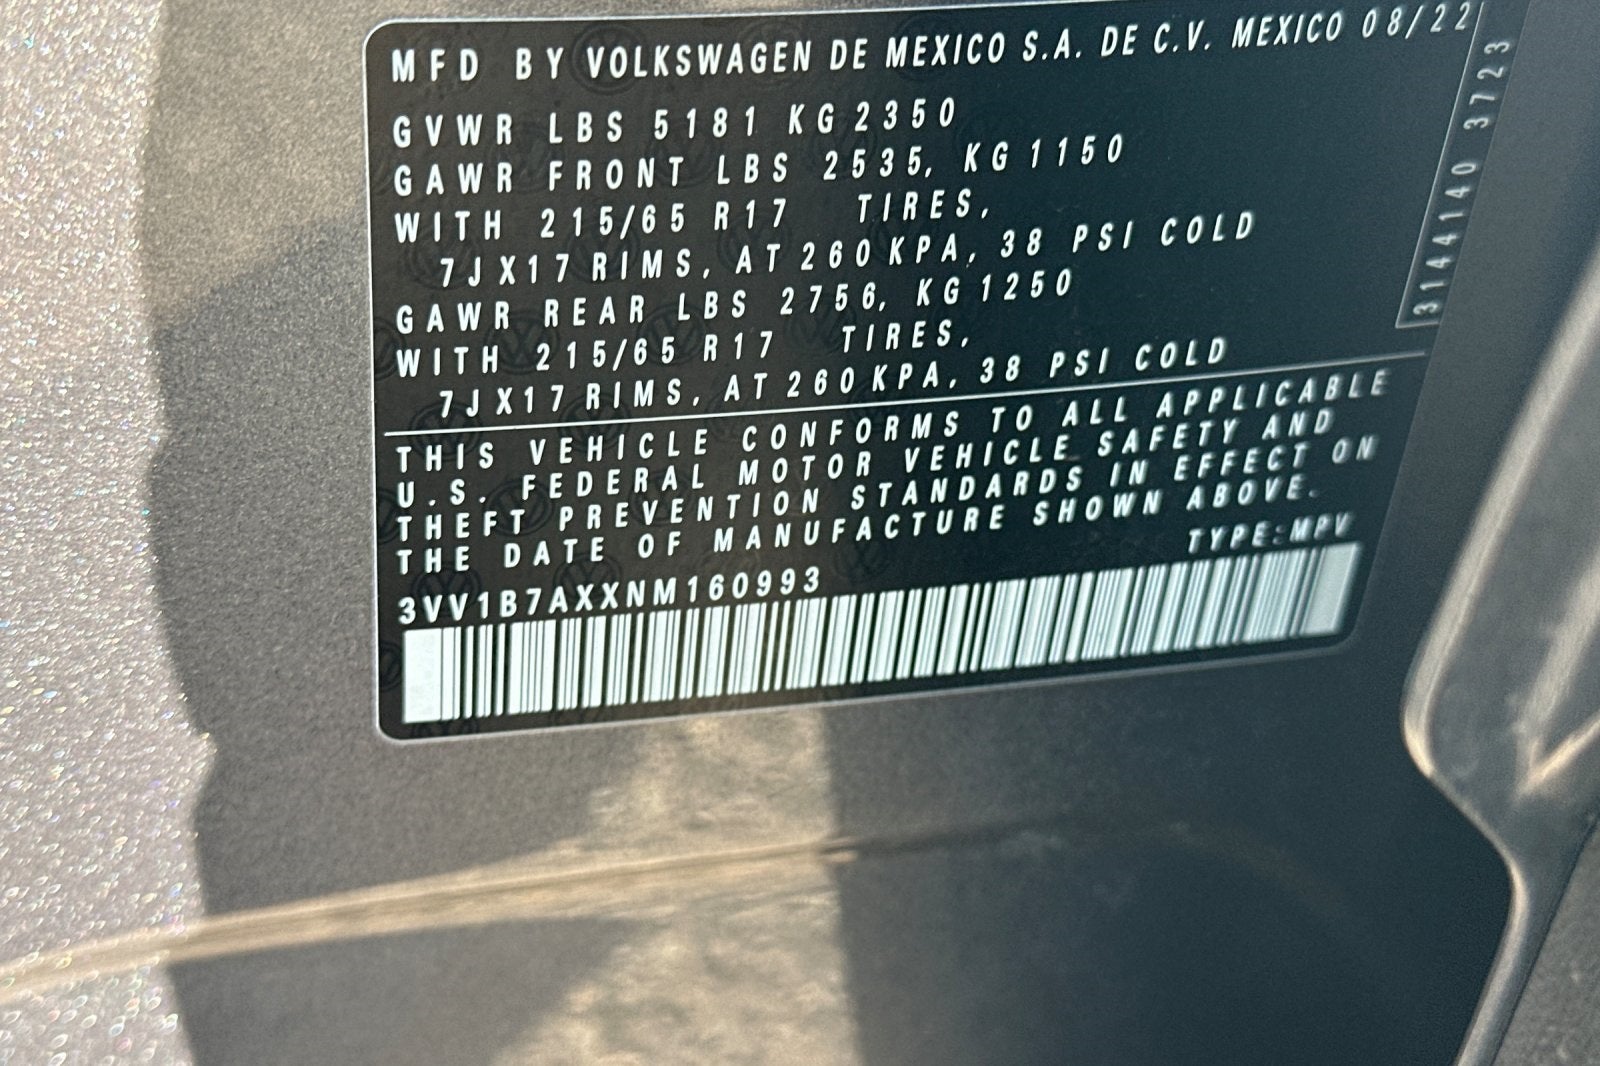 MFD BY VOLKSWAGEN DE MEXICO S.A. DE C.V. MEXICO 08/22
GVWR LBS 5181 KG 2350
GAWR FRONT LBS 2535, KG 1150
WITH 215/65 R17 TIRES,
7JX17 RIMS, AT 260 KPA, 38 PSI COLD
GAWR REAR LBS 2756, KG 1250
WITH 215/65 R17 TIRES,
7JX17 RIMS, AT 260 KPA, 38 PSI COLD
THIS VEHICLE CONFORMS TO ALL APPLICABLE
U.S. FEDERAL MOTOR VEHICLE SAFETY AND
THEFT PREVENTION STANDARDS IN EFFECT ON
THE DATE OF MANUFACTURE SHOWN ABOVE.
TYPE:MPV
3VV1B7AXXNM160993
3144140 3723